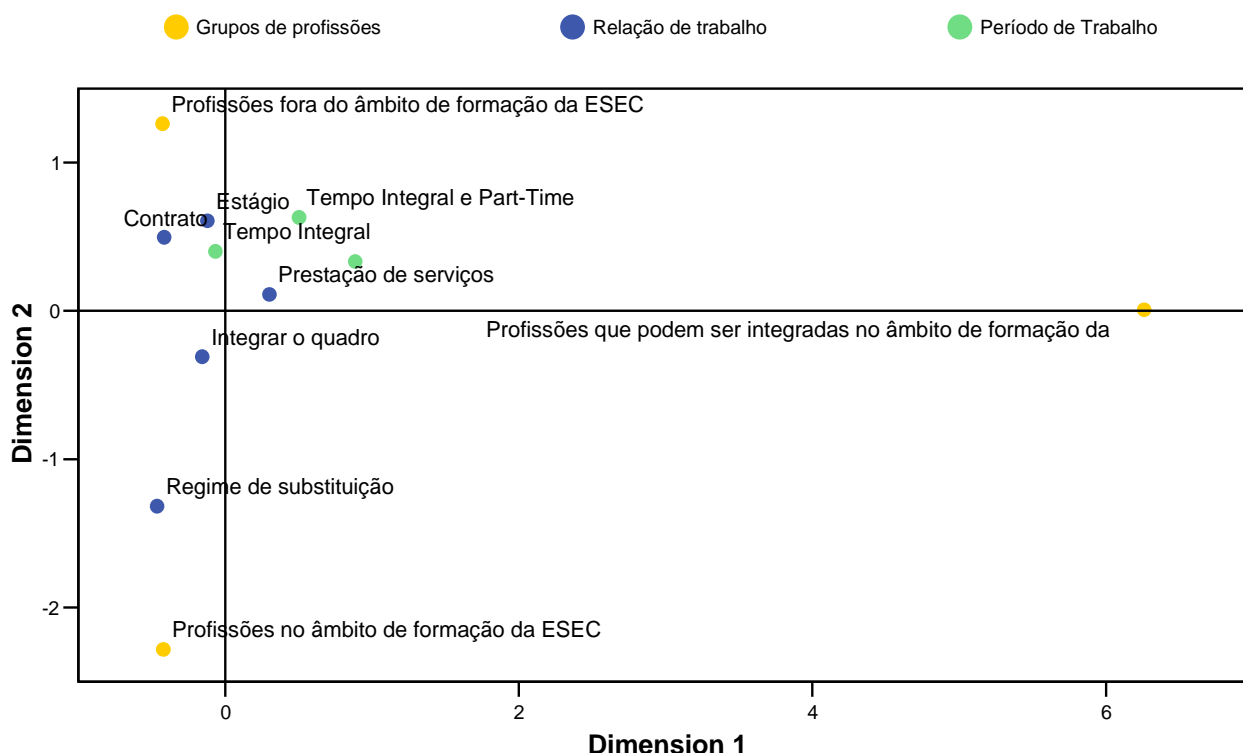 Grupos de profissões
Relação de trabalho
Período de Trabalho
Profissões fora do âmbito de formação da ESEC
1
Estágio
Tempo Integral e Part-Time
Contrato
Tempo Integral
Prestação de serviços
0
Profissões que podem ser integradas no âmbito de formação da
Integrar o quadro
Dimension 2
-1
Regime de substituição
-2
Profissões no âmbito de formação da ESEC
0
2
4
6
Dimension 1